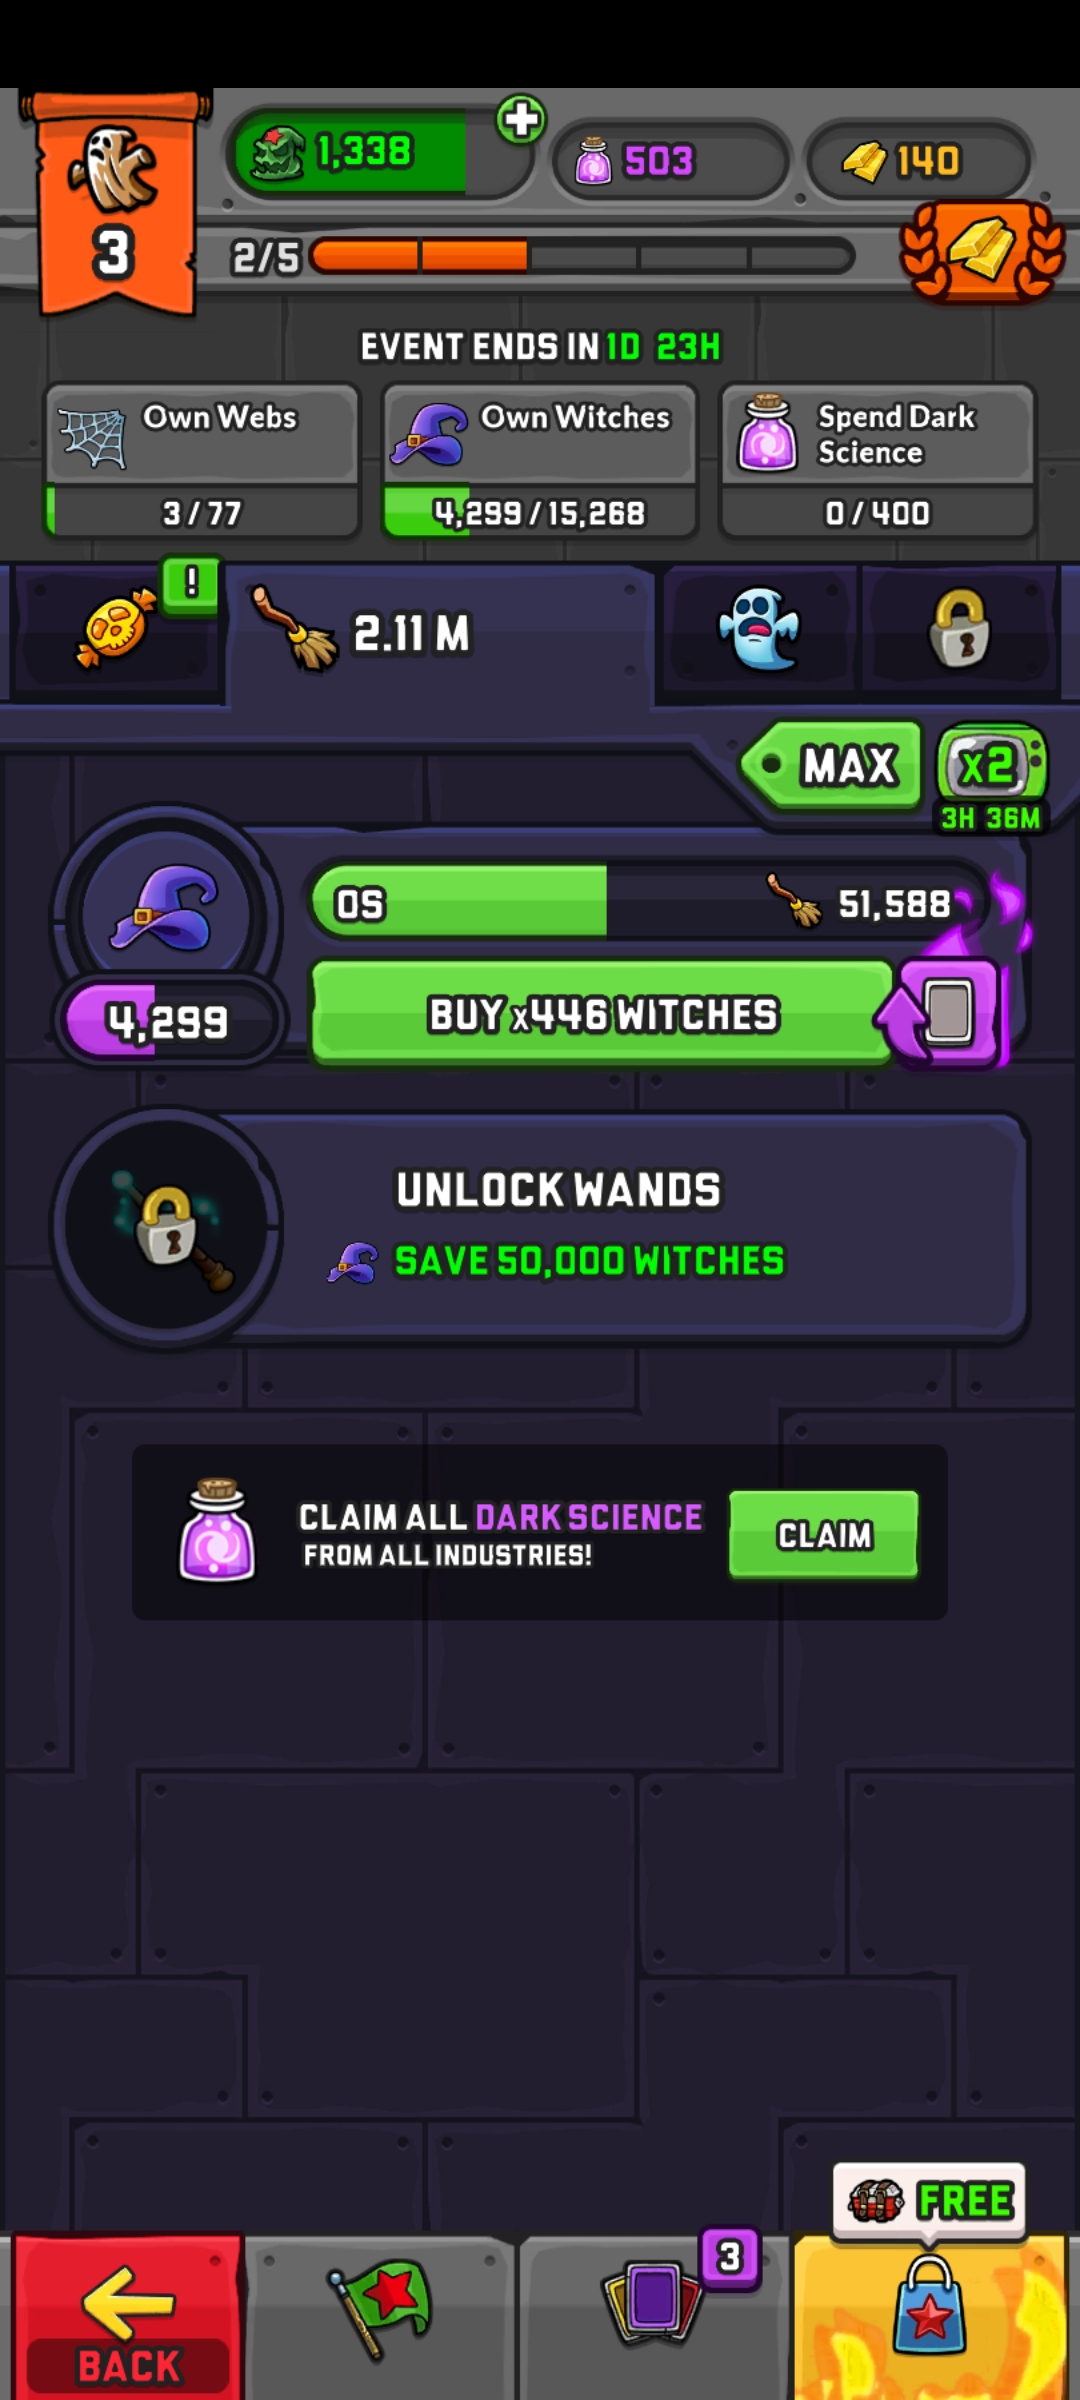 1,338
503
140
3
2/5
EVENT ENDS IN 1D 23H
Own Webs
3/77
Own Witches
4,299/15,268
Spend Dark
Science
0/400
!
2.11 M
MAX
x2
3H 36M
0S
51,588
4,299
BUY x446 WITCHES
UNLOCK WANDS
SAVE 50,000 WITCHES
CLAIM ALL DARK SCIENCE
FROM ALL INDUSTRIES!
CLAIM
FREE
3
BACK